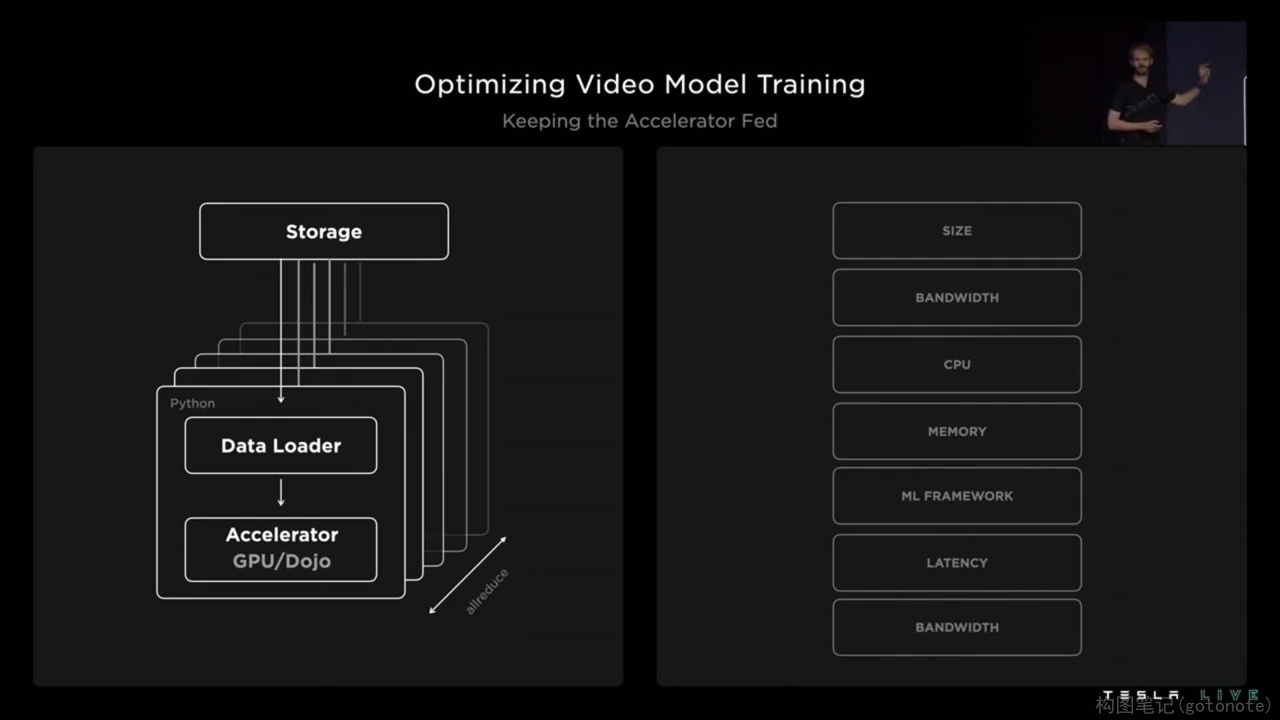 Optimizing Video Model Training
Keeping the Accelerator Fed
Storage
Python
Data Loader
Accelerator
GPU/Dojo
allreduce
SIZE
BANDWIDTH
CPU
MEMORY
ML FRAMEWORK
LATENCY
BANDWIDTH
TESLA LIVE
构图笔记(gotonote)